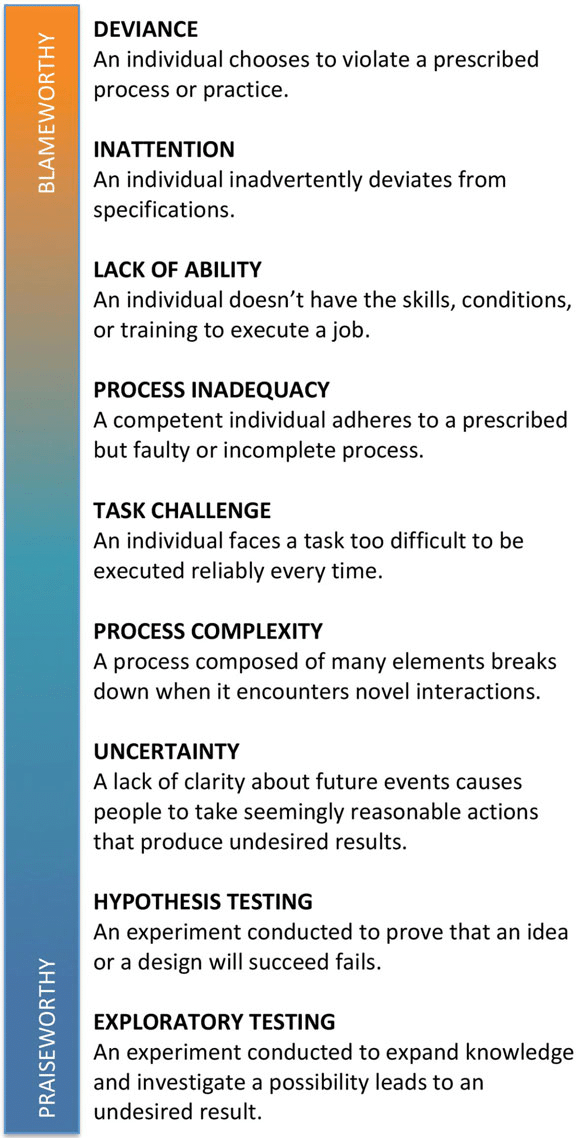 BLAMEWORTHY
DEVIANCE
An individual chooses to violate a prescribed
process or practice.
INATTENTION
An individual inadvertently deviates from
specifications.
LACK OF ABILITY
An individual doesn’t have the skills, conditions,
or training to execute a job.
PROCESS INADEQUACY
A competent individual adheres to a prescribed
but faulty or incomplete process.
TASK CHALLENGE
An individual faces a task too difficult to be
executed reliably every time.
PROCESS COMPLEXITY
A process composed of many elements breaks
down when it encounters novel interactions.
UNCERTAINTY
A lack of clarity about future events causes
people to take seemingly reasonable actions
that produce undesired results.
HYPOTHESIS TESTING
An experiment conducted to prove that an idea
or a design will succeed fails.
PRAISEWORTHY
EXPLORATORY TESTING
An experiment conducted to expand knowledge
and investigate a possibility leads to an
undesired result.